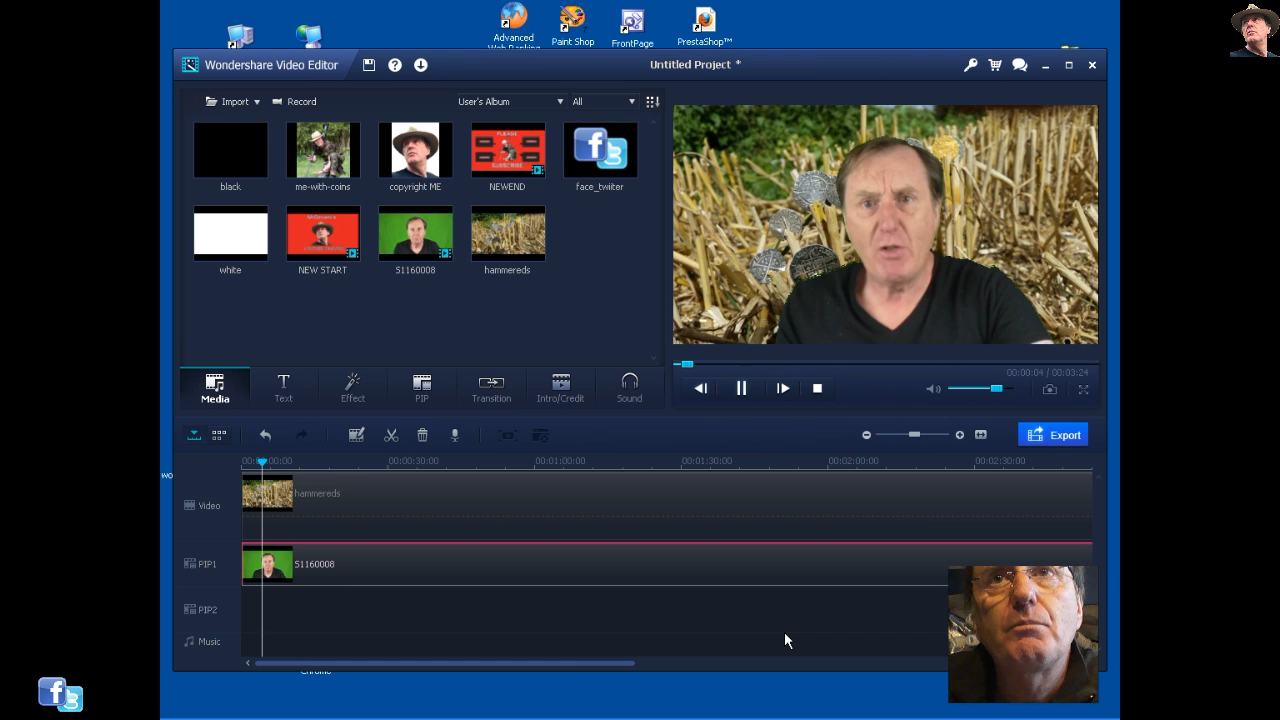 Advanced
Paint Shop
FrontPage
PrestaShop™
Wondershare Video Editor
Untitled Project *
Import
Record
User's Album
All
black
me-with-coins
copyright ME
NEWEND
face_twiiter
white
NEW START
S1160008
hammereds
00:00:04 / 00:03:24
Media
Text
Effect
PIP
Transition
Intro/Credit
Sound
Export
00:00:30:00
00:01:00:00
00:01:30:00
00:02:00:00
00:02:30:00
Video
hammereds
PIP1
S1160008
PIP2
Music